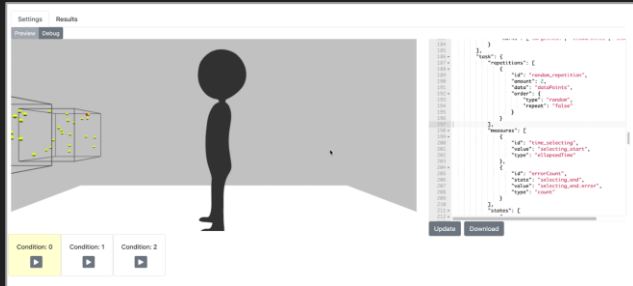 Settings Results
Preview Debug
"task": {
"repetitions": [
{
"id": "random_repetition",
"amount": 2,
"data": "dataPoints",
"order": {
"type": "random",
"repeat": "false"
}
}
],
"measures": [
{
"id": "time_selecting",
"value": "selecting_start",
"type": "ellapsedTime"
},
{
"id": "errorCount",
"state": "selecting_end",
"value": "selecting_end.error",
"type": "count"
}
],
"states": [
Update Download
Condition: 0 Condition: 1 Condition: 2